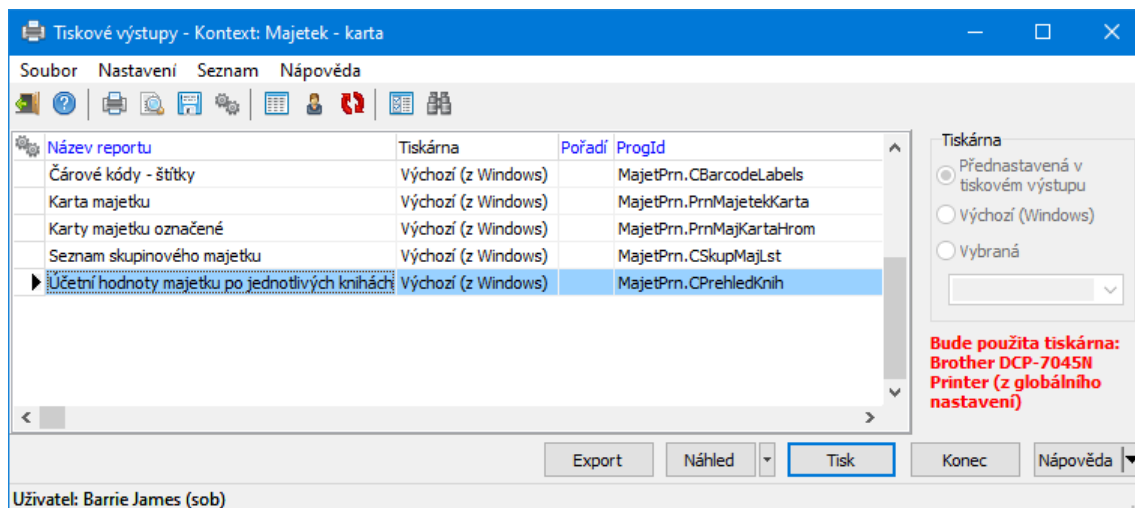 Tiskové výstupy - Kontext: Majetek - karta
Soubor Nastavení Seznam Nápověda
Název reportu Tiskárna Pořadí ProgId
Čárové kódy - štítky Výchozí (z Windows) MajetPrn.CBarcodeLabels
Karta majetku Výchozí (z Windows) MajetPrn.PrnMajetekKarta
Karty majetku označené Výchozí (z Windows) MajetPrn.PrnMajKartaHrom
Seznam skupinového majetku Výchozí (z Windows) MajetPrn.CSkupMajLst
Účetní hodnoty majetku po jednotlivých knihách Výchozí (z Windows) MajetPrn.CPrehledKnih
Tiskárna
Přednastavená v
tiskovém výstupu
Výchozí (Windows)
Vybraná
Bude použita tiskárna:
Brother DCP-7045N
Printer (z globálního
nastavení)
Export Náhled Tisk Konec Nápověda
Uživatel: Barrie James (sob)